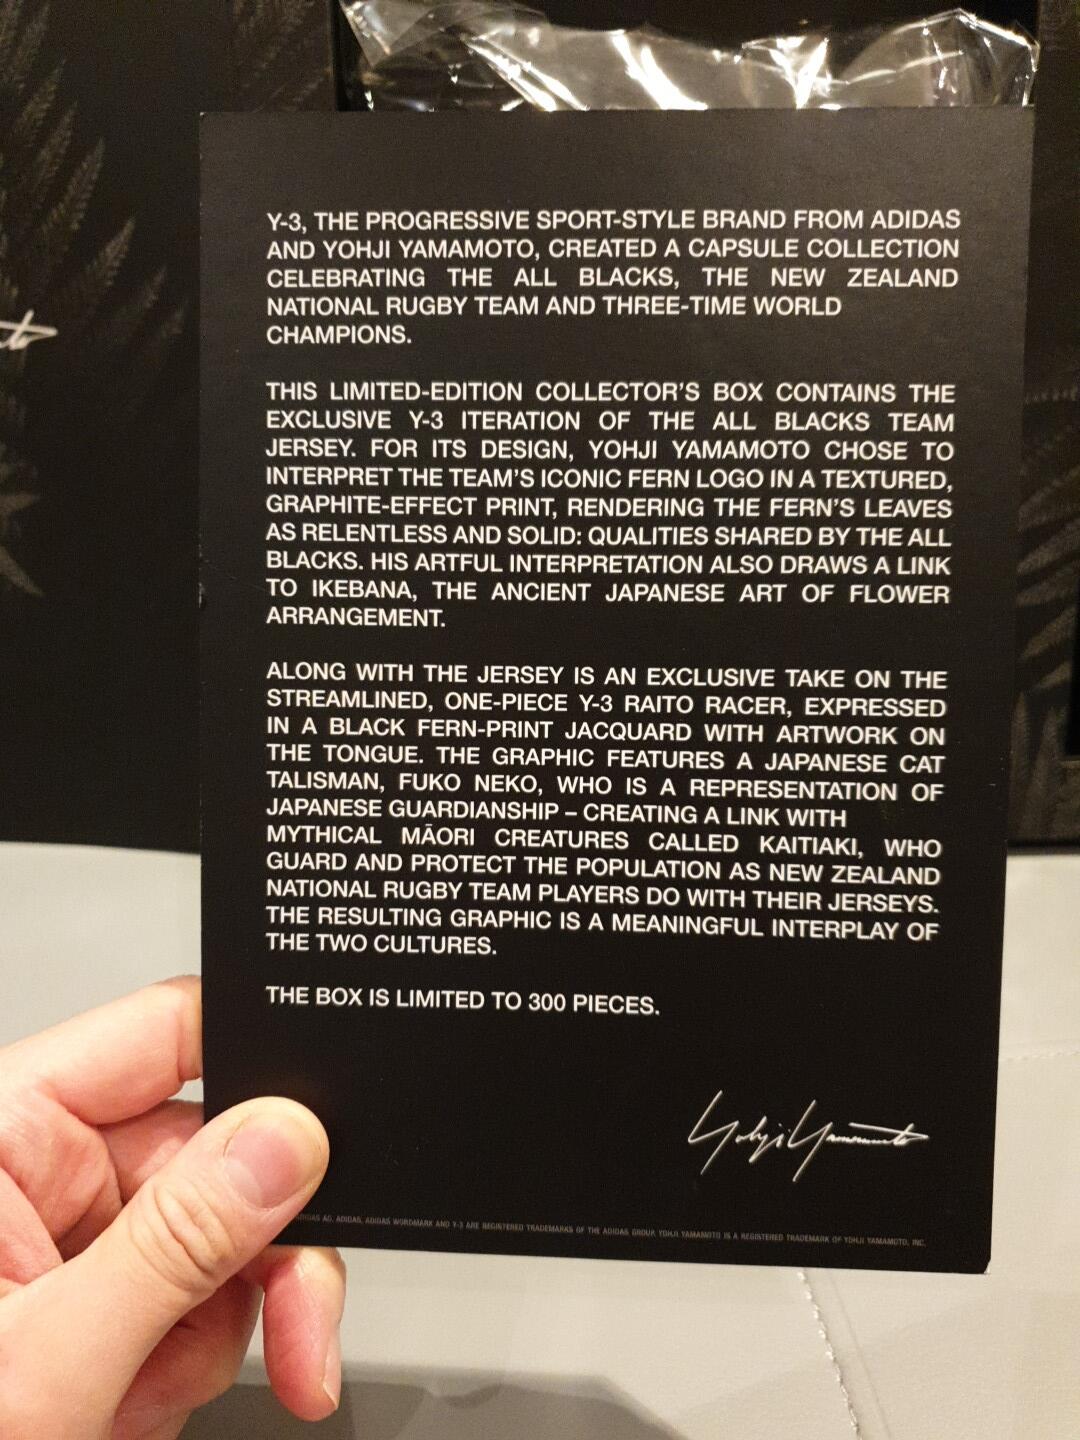 Y-3, THE PROGRESSIVE SPORT-STYLE BRAND FROM ADIDAS
AND YOHJI YAMAMOTO, CREATED A CAPSULE COLLECTION
CELEBRATING THE ALL BLACKS, THE NEW ZEALAND
NATIONAL RUGBY TEAM AND THREE-TIME WORLD
CHAMPIONS.
THIS LIMITED-EDITION COLLECTOR'S BOX CONTAINS THE
EXCLUSIVE Y-3 ITERATION OF THE ALL BLACKS TEAM
JERSEY. FOR ITS DESIGN, YOHJI YAMAMOTO CHOSE TO
INTERPRET THE TEAM'S ICONIC FERN LOGO IN A TEXTURED,
GRAPHITE-EFFECT PRINT, RENDERING THE FERN'S LEAVES
AS RELENTLESS AND SOLID: QUALITIES SHARED BY THE ALL
BLACKS. HIS ARTFUL INTERPRETATION ALSO DRAWS A LINK
TO IKEBANA, THE ANCIENT JAPANESE ART OF FLOWER
ARRANGEMENT.
ALONG WITH THE JERSEY IS AN EXCLUSIVE TAKE ON THE
STREAMLINED, ONE-PIECE Y-3 RAITO RACER, EXPRESSED
IN A BLACK FERN-PRINT JACQUARD WITH ARTWORK ON
THE TONGUE. THE GRAPHIC FEATURES A JAPANESE CAT
TALISMAN, FUKO NEKO, WHO IS A REPRESENTATION OF
JAPANESE GUARDIANSHIP – CREATING A LINK WITH
MYTHICAL MĀORI CREATURES CALLED KAITIAKI, WHO
GUARD AND PROTECT THE POPULATION AS NEW ZEALAND
NATIONAL RUGBY TEAM PLAYERS DO WITH THEIR JERSEYS.
THE RESULTING GRAPHIC IS A MEANINGFUL INTERPLAY OF
THE TWO CULTURES.
THE BOX IS LIMITED TO 300 PIECES.
Yohji Yamamoto
ADIDAS AG. ADIDAS, ADIDAS WORDMARK AND Y-3 ARE REGISTERED TRADEMARKS OF THE ADIDAS GROUP. YOHJI YAMAMOTO IS A REGISTERED TRADEMARK OF YOHJI YAMAMOTO, INC.